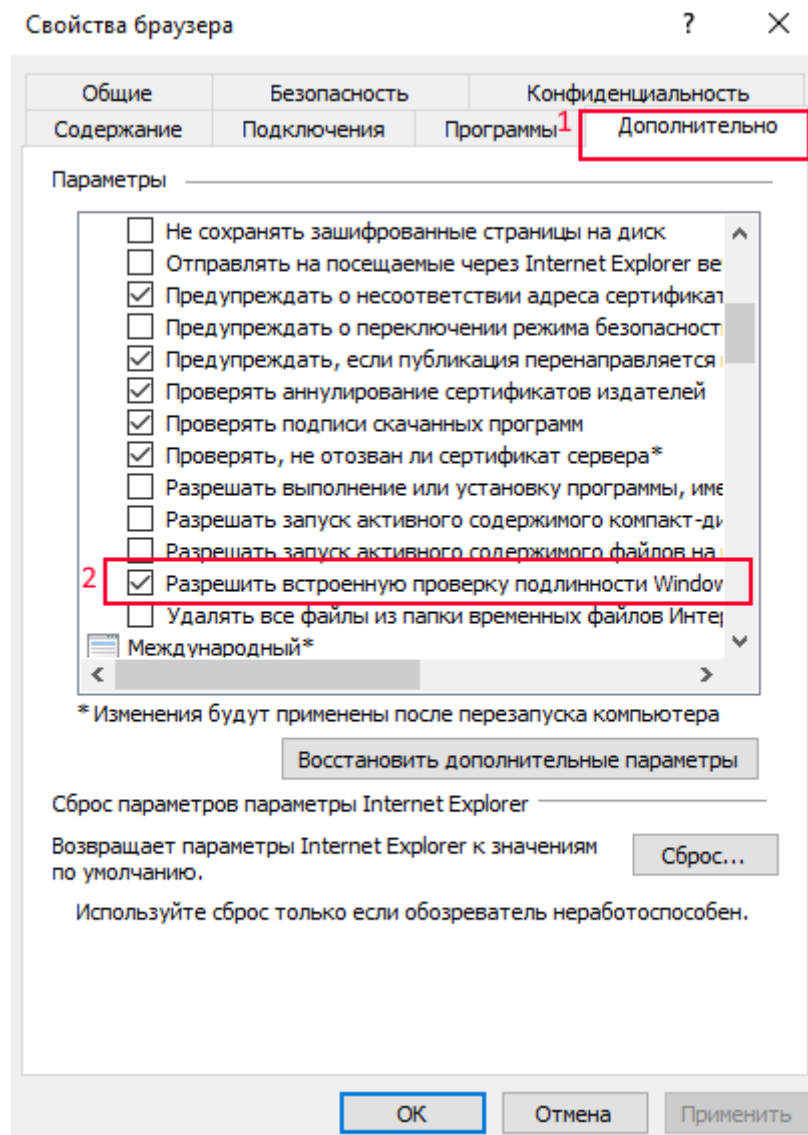 Свойства браузера ?
Общие Безопасность Конфиденциальность
Содержание Подключения Программы 1 Дополнительно
Параметры
Не сохранять зашифрованные страницы на диск
Отправлять на посещаемые через Internet Explorer ве
Предупреждать о несоответствии адреса сертификат
Предупреждать о переключении режима безопасност
Предупреждать, если публикация перенаправляется
Проверять аннулирование сертификатов издателей
Проверять подписи скачанных программ
Проверять, не отозван ли сертификат сервера*
Разрешать выполнение или установку программы, име
Разрешать запуск активного содержимого компакт-ди
Разрешать запуск активного содержимого файлов на
2 Разрешить встроенную проверку подлинности Window
Удалять все файлы из папки временных файлов Интер
Международный*
* Изменения будут применены после перезапуска компьютера
Восстановить дополнительные параметры
Сброс параметров параметры Internet Explorer
Возвращает параметры Internet Explorer к значениям
по умолчанию.
Сброс...
Используйте сброс только если обозреватель неработоспособен.
ОК Отмена Применить